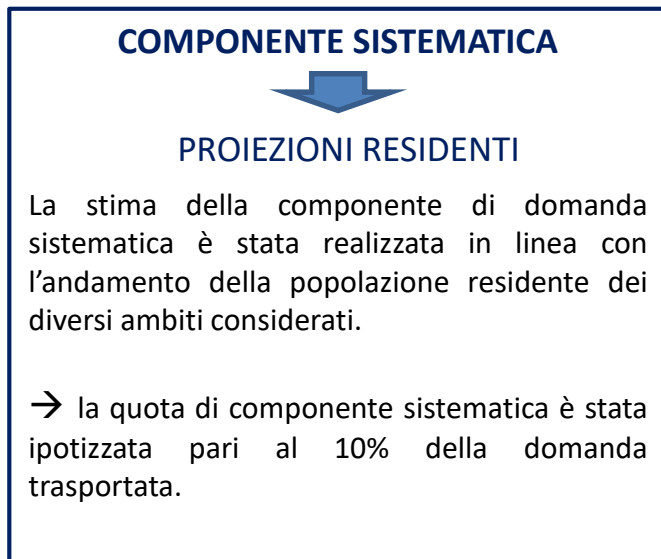 COMPONENTE SISTEMATICA
PROIEZIONI RESIDENTI
La stima della componente di domanda
sistematica è stata realizzata in linea con
l’andamento della popolazione residente dei
diversi ambiti considerati.
→ la quota di componente sistematica è stata
ipotizzata pari al 10% della domanda
trasportata.